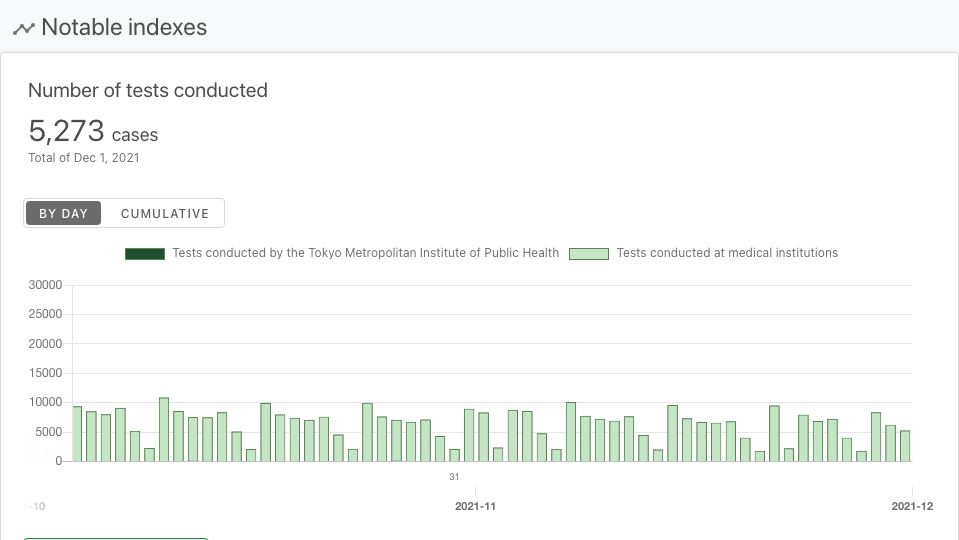 Notable indexes
Number of tests conducted
5,273 cases
Total of Dec 1, 2021
BY DAY CUMULATIVE
Tests conducted by the Tokyo Metropolitan Institute of Public Health Tests conducted at medical institutions
30000
25000
20000
15000
10000
5000
0
31
-10 2021-11 2021-12